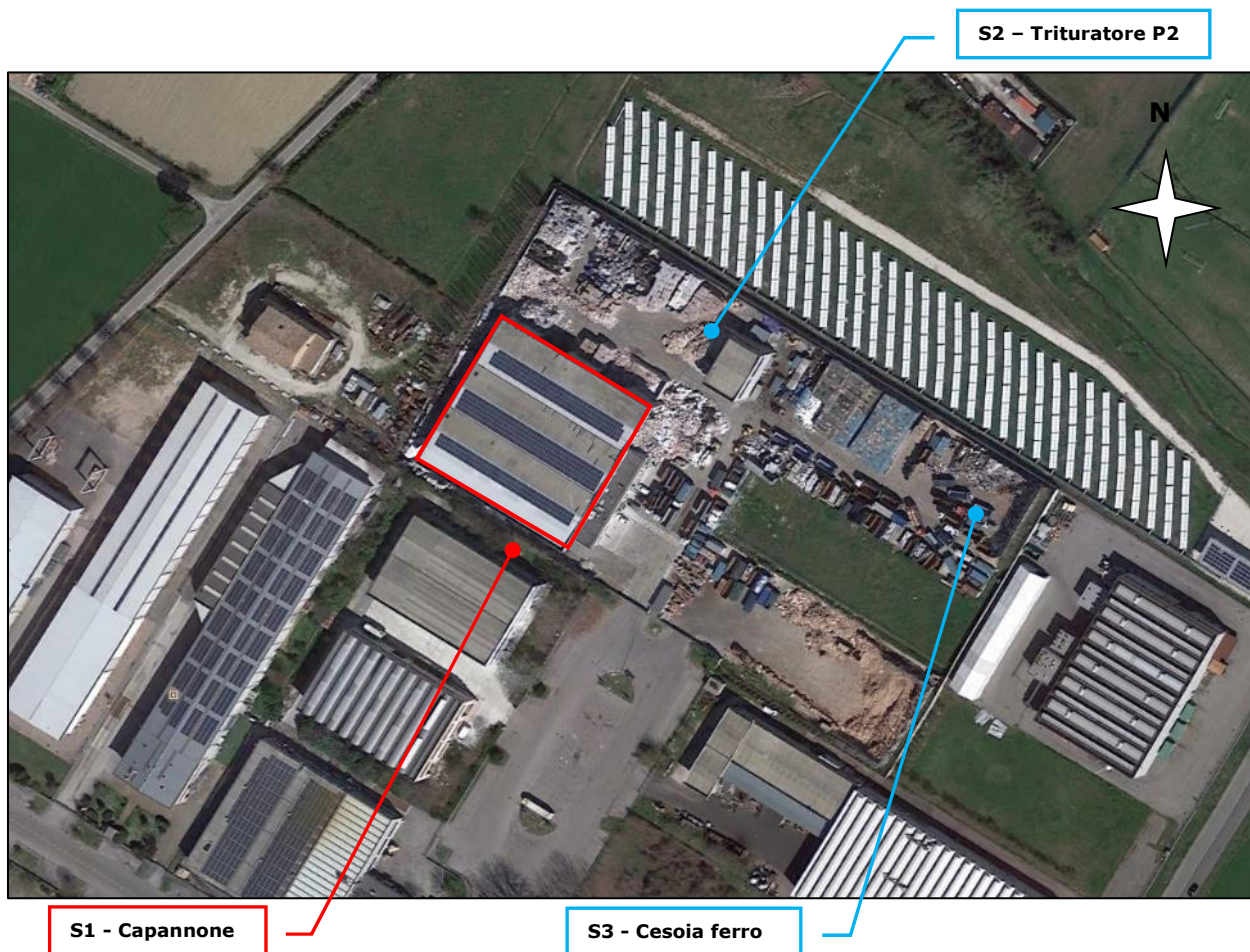 S2 – Trituratore P2
N
S1 - Capannone
S3 - Cesoia ferro